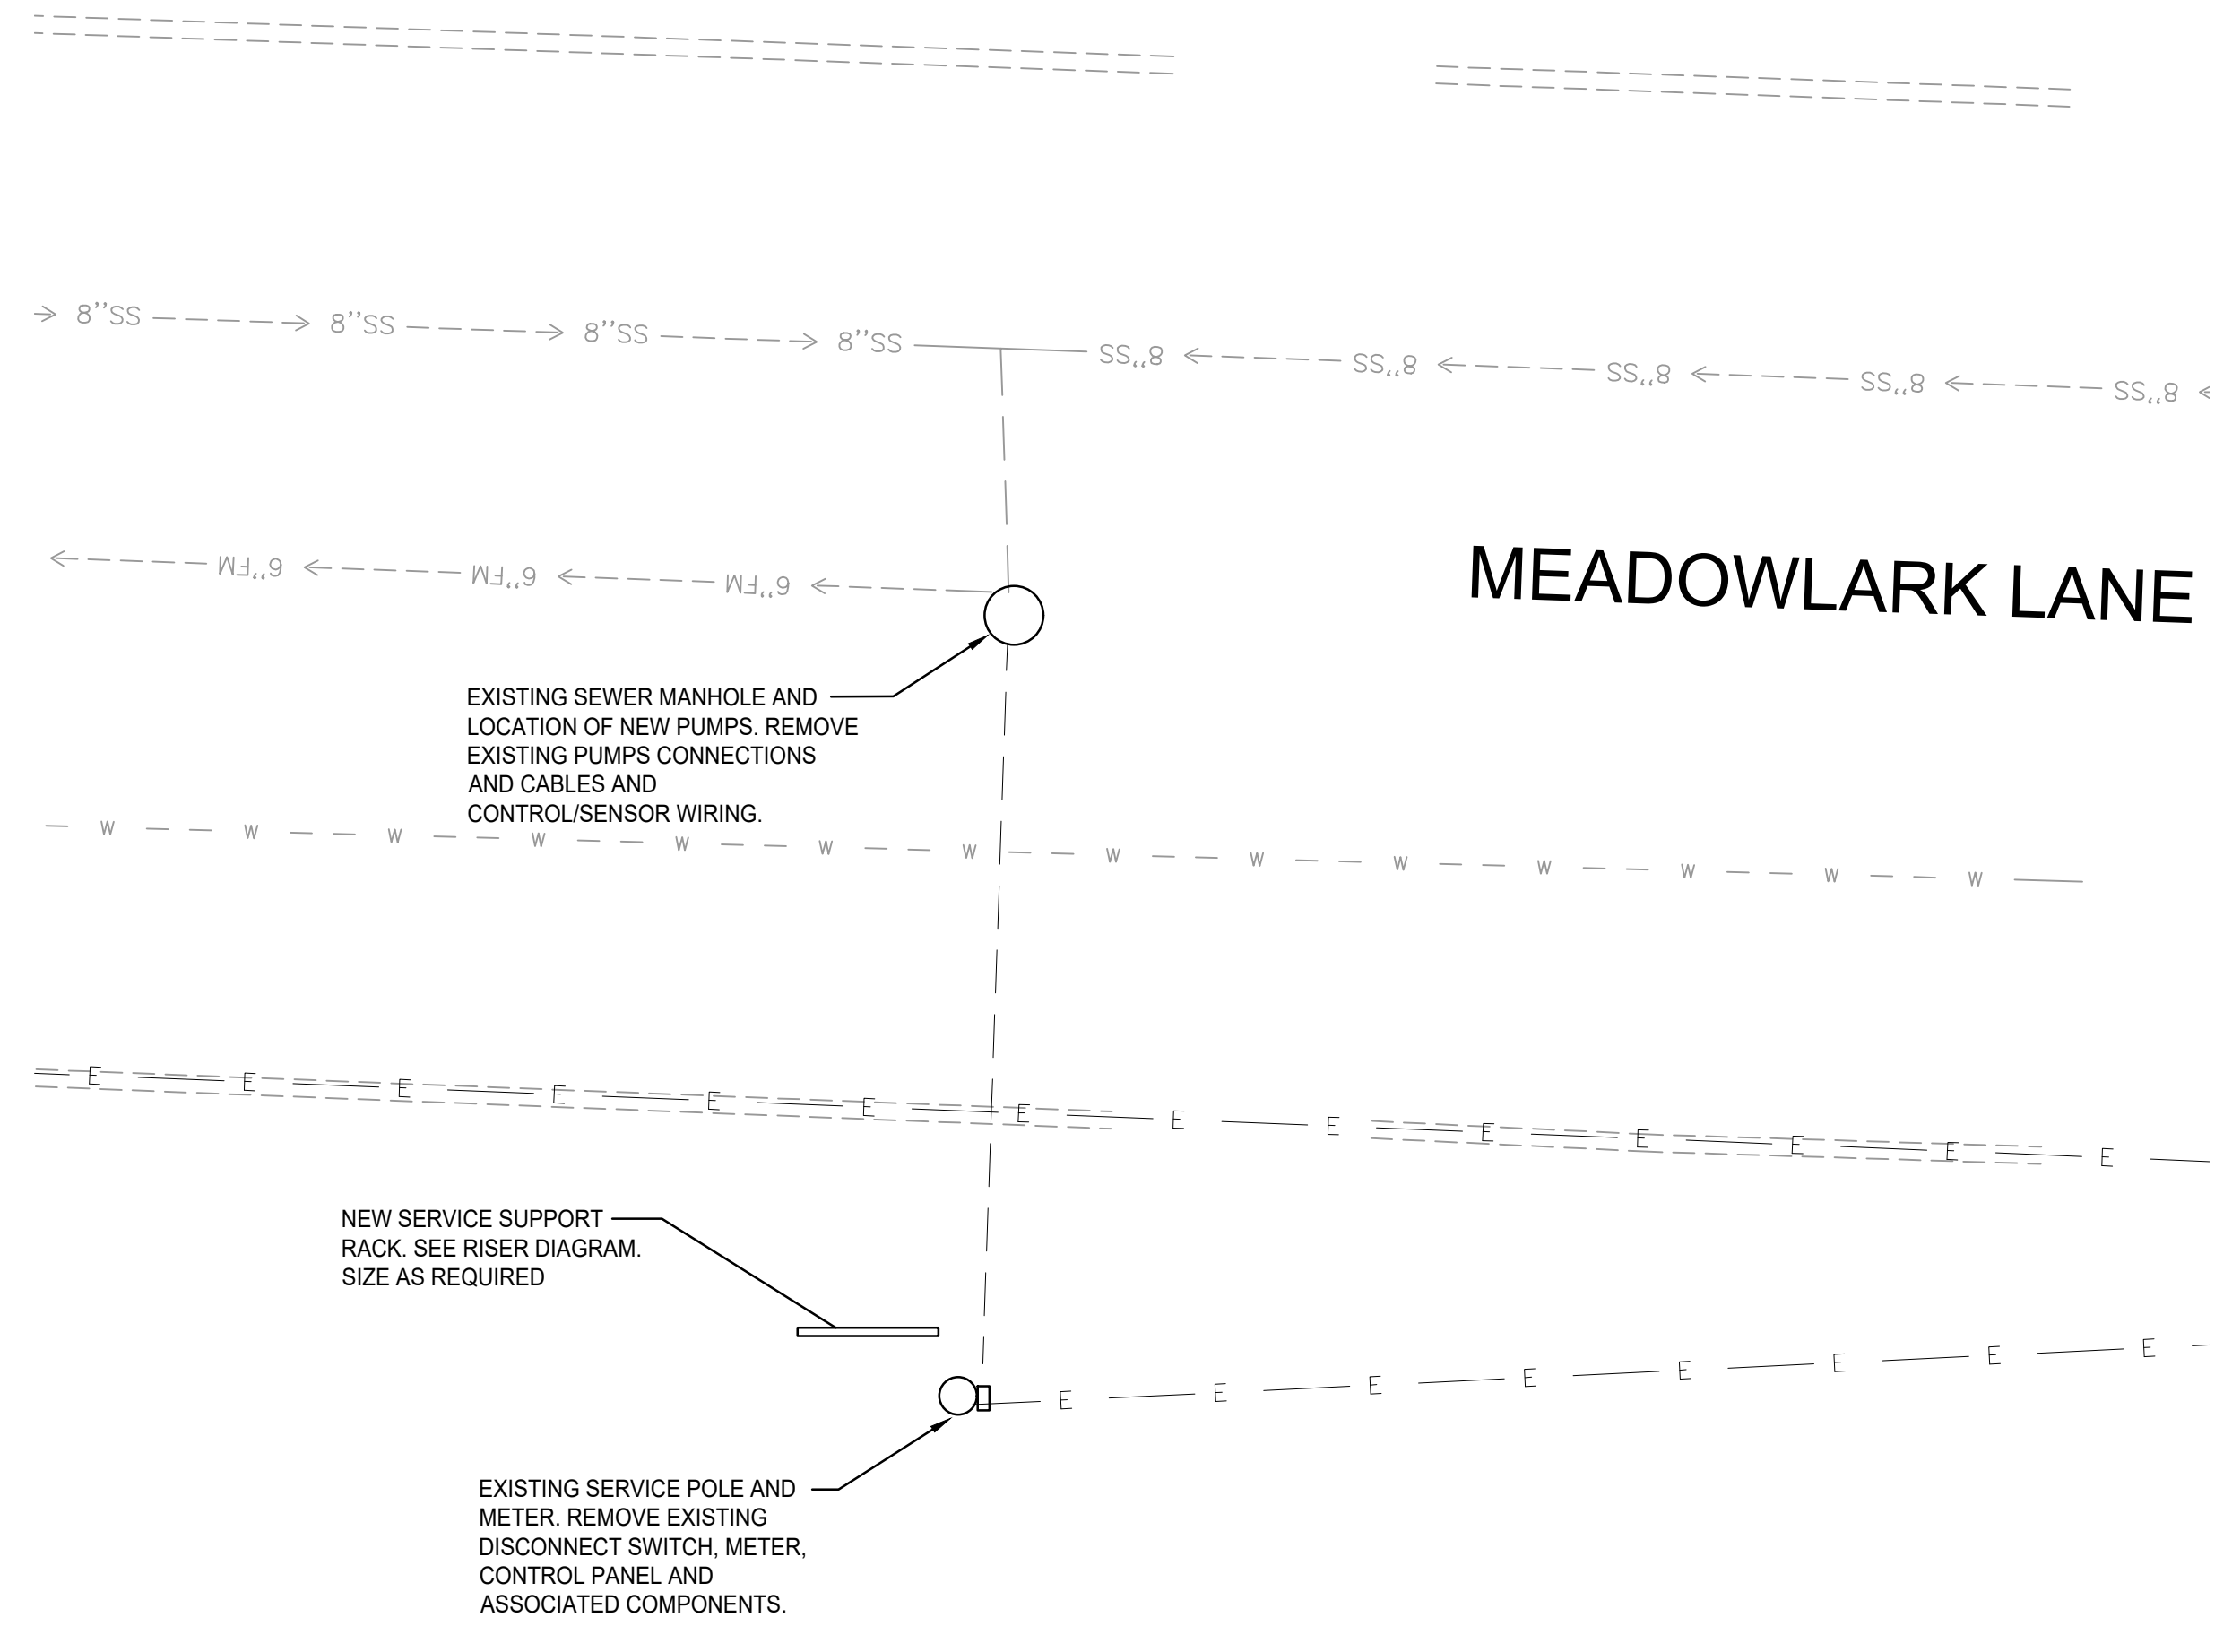 8''SS 8''SS 8''SS 8''SS 8''SS 8''SS 8''SS 8''SS 8''SS
6''FM 6''FM 6''FM
MEADOWLARK LANE
EXISTING SEWER MANHOLE AND
LOCATION OF NEW PUMPS. REMOVE
EXISTING PUMPS CONNECTIONS
AND CABLES AND
CONTROL/SENSOR WIRING.
W W W W W W W W W W W W W W
E E E E E E E E E E E E E E
NEW SERVICE SUPPORT
RACK. SEE RISER DIAGRAM.
SIZE AS REQUIRED
E E E E E E E E
EXISTING SERVICE POLE AND
METER. REMOVE EXISTING
DISCONNECT SWITCH, METER,
CONTROL PANEL AND
ASSOCIATED COMPONENTS.